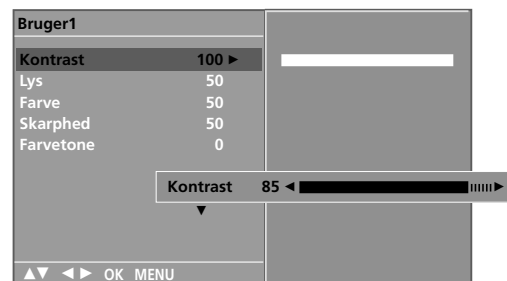 Bruger1
Kontrast 100 ►
Lys 50
Farve 50
Skarphed 50
Farvetone 0
Kontrast 85 ◄ ►
▼
▲▼ ◄► OK MENU